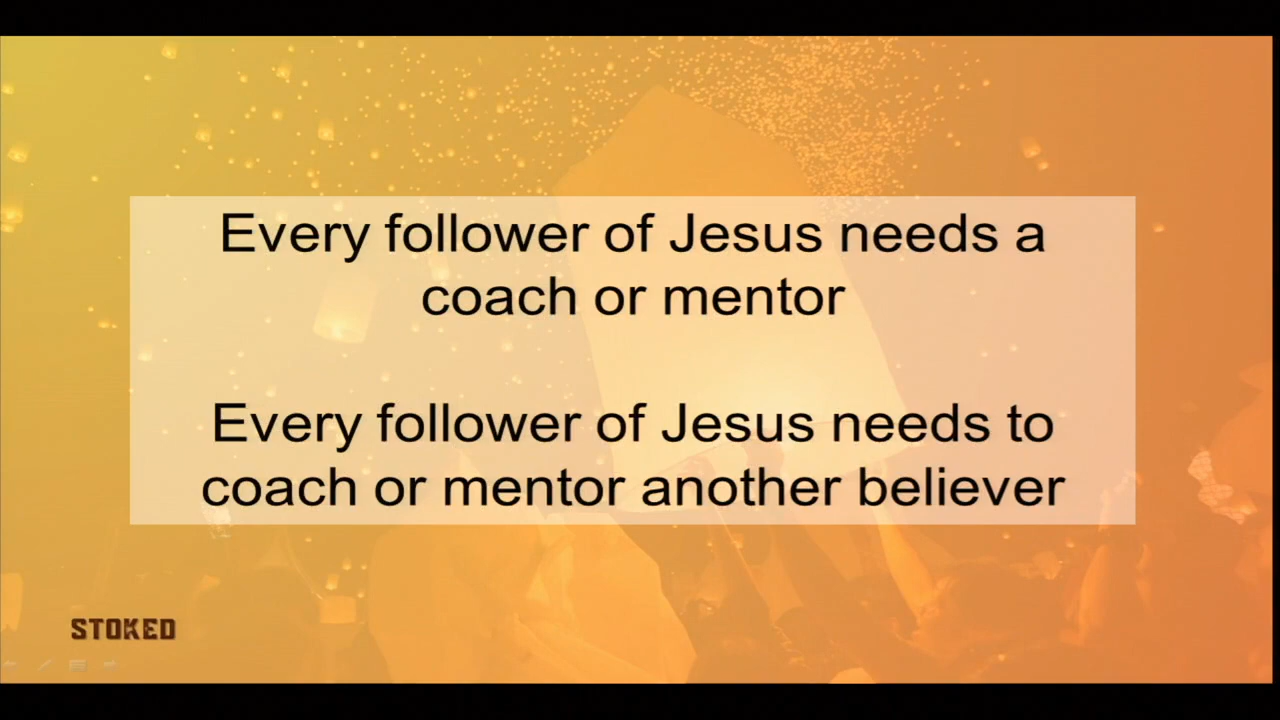 Every follower of Jesus needs a
coach or mentor
Every follower of Jesus needs to
coach or mentor another believer
STOKED